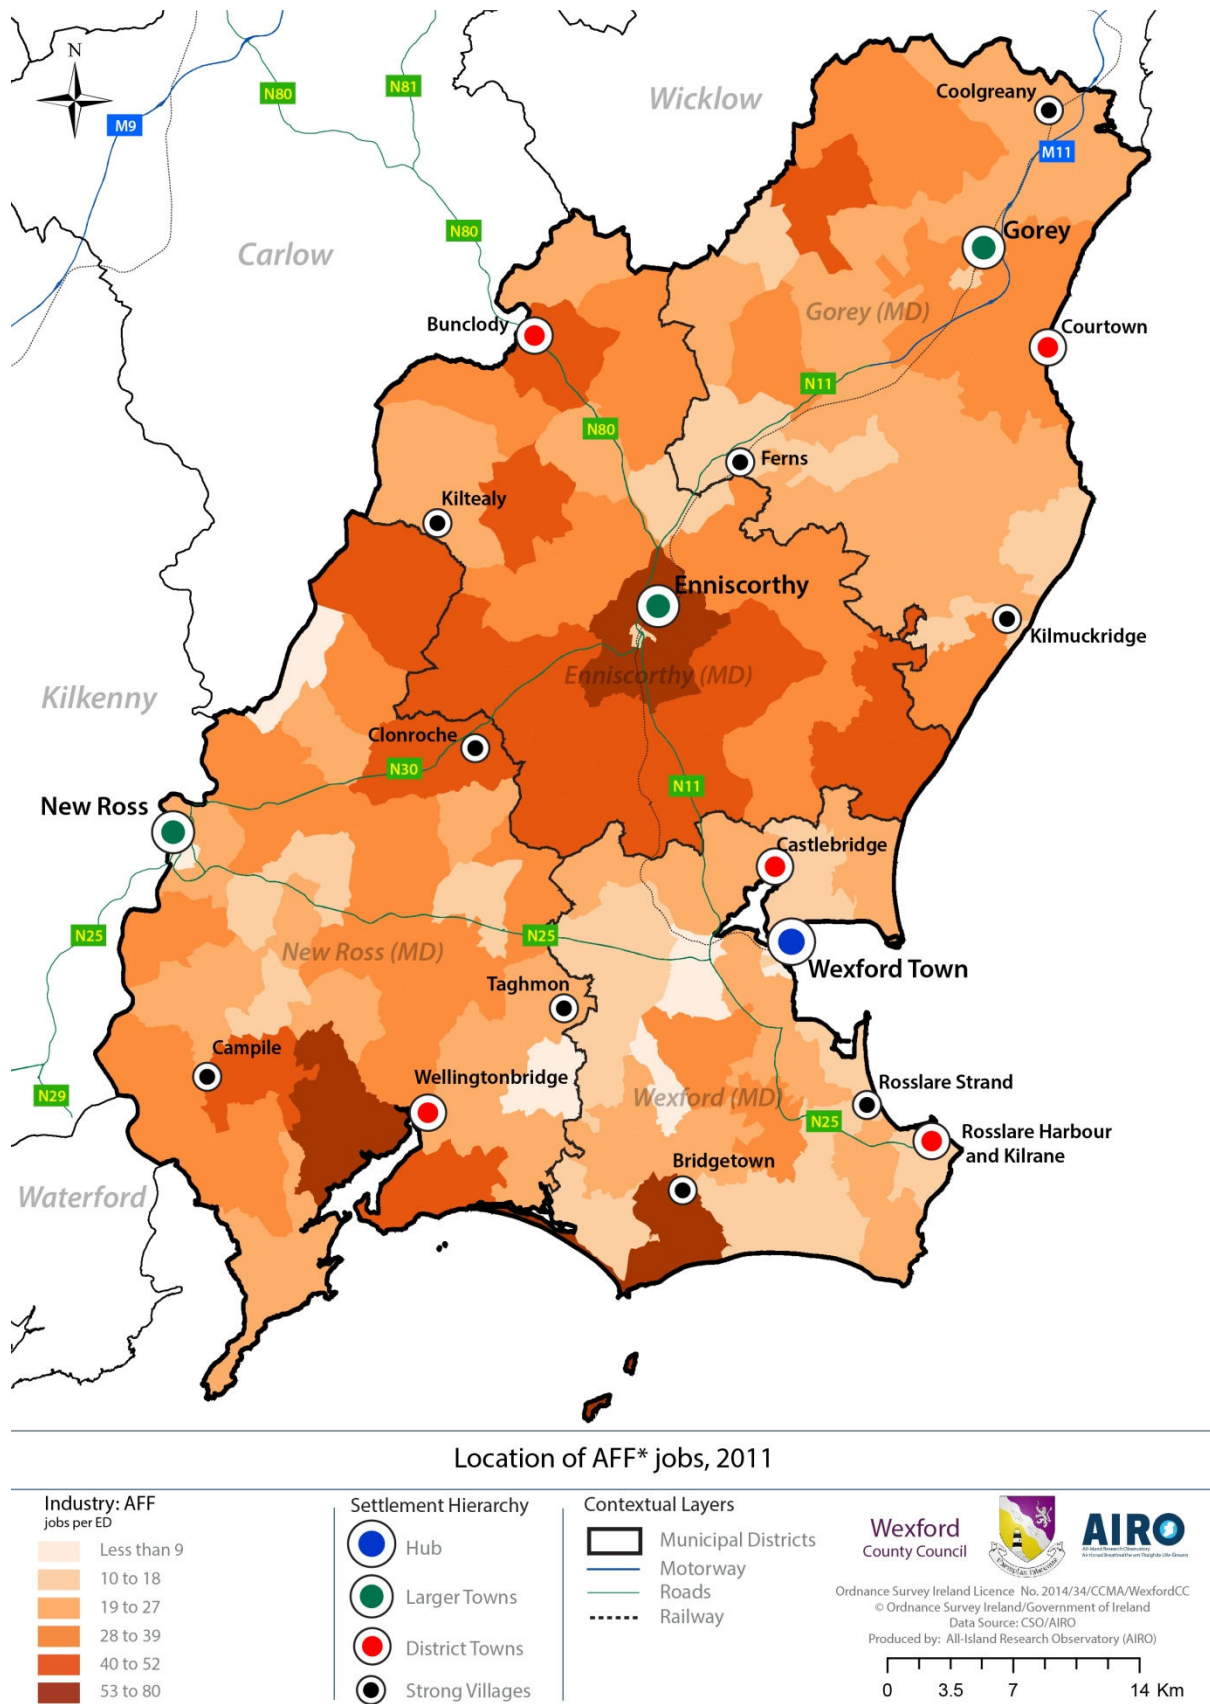 N
N80
N81
Wicklow
Coolgreany
M9
M11
N80
Gorey
Carlow
Gorey (MD)
Bunclody
Courtown
N11
N80
Ferns
Kiltealy
Enniscorthy
Kilmuckridge
Enniscorthy (MD)
Kilkenny
Clonroche
N30
N11
New Ross
Castlebridge
N25
N25
New Ross (MD)
Wexford Town
Taghmon
Campile
Wellingtonbridge
Rosslare Strand
N29
Wexford (MD)
N25
Rosslare Harbour
and Kilrane
Bridgetown
Waterford
Location of AFF* jobs, 2011
Industry: AFF
jobs per ED
Less than 9
10 to 18
19 to 27
28 to 39
40 to 52
53 to 80
Settlement Hierarchy
Hub
Larger Towns
District Towns
Strong Villages
Contextual Layers
Municipal Districts
Motorway
Roads
Railway
Wexford
County Council
AIRO
All-Island Research Observatory
Ordnance Survey Ireland Licence No. 2014/34/CCMA/WexfordCC
© Ordnance Survey Ireland/Government of Ireland
Data Source: CSO/AIRO
Produced by: All-Island Research Observatory (AIRO)
0 3.5 7 14 Km